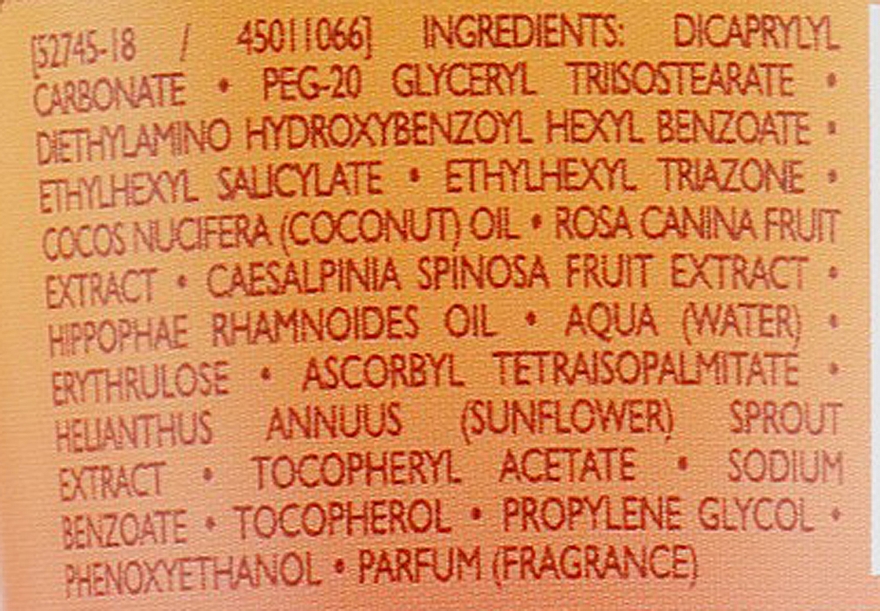 [52745-18 / 45011066] INGREDIENTS: DICAPRYLYL
CARBONATE • PEG-20 GLYCERYL TRIISOSTEARATE •
DIETHYLAMINO HYDROXYBENZOYL HEXYL BENZOATE •
ETHYLHEXYL SALICYLATE • ETHYLHEXYL TRIAZONE •
COCOS NUCIFERA (COCONUT) OIL • ROSA CANINA FRUIT
EXTRACT • CAESALPINIA SPINOSA FRUIT EXTRACT •
HIPPOPHAE RHAMNOIDES OIL • AQUA (WATER) •
ERYTHRULOSE • ASCORBYL TETRAISOPALMITATE •
HELIANTHUS ANNUUS (SUNFLOWER) SPROUT
EXTRACT • TOCOPHERYL ACETATE • SODIUM
BENZOATE • TOCOPHEROL • PROPYLENE GLYCOL •
PHENOXYETHANOL • PARFUM (FRAGRANCE)